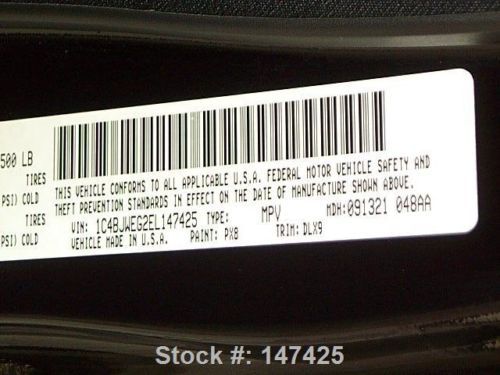 500 LB
TIRES
PSI) COLD
TIRES
PSI) COLD
THIS VEHICLE CONFORMS TO ALL APPLICABLE U.S.A. FEDERAL MOTOR VEHICLE SAFETY AND
THEFT PREVENTION STANDARDS IN EFFECT ON THE DATE OF MANUFACTURE SHOWN ABOVE.
VIN: 1C4BJWEG2EL147425 TYPE: MPV MDH:091321 048AA
VEHICLE MADE IN U.S.A. PAINT: PX8 TRIM: DLX9
Stock #: 147425